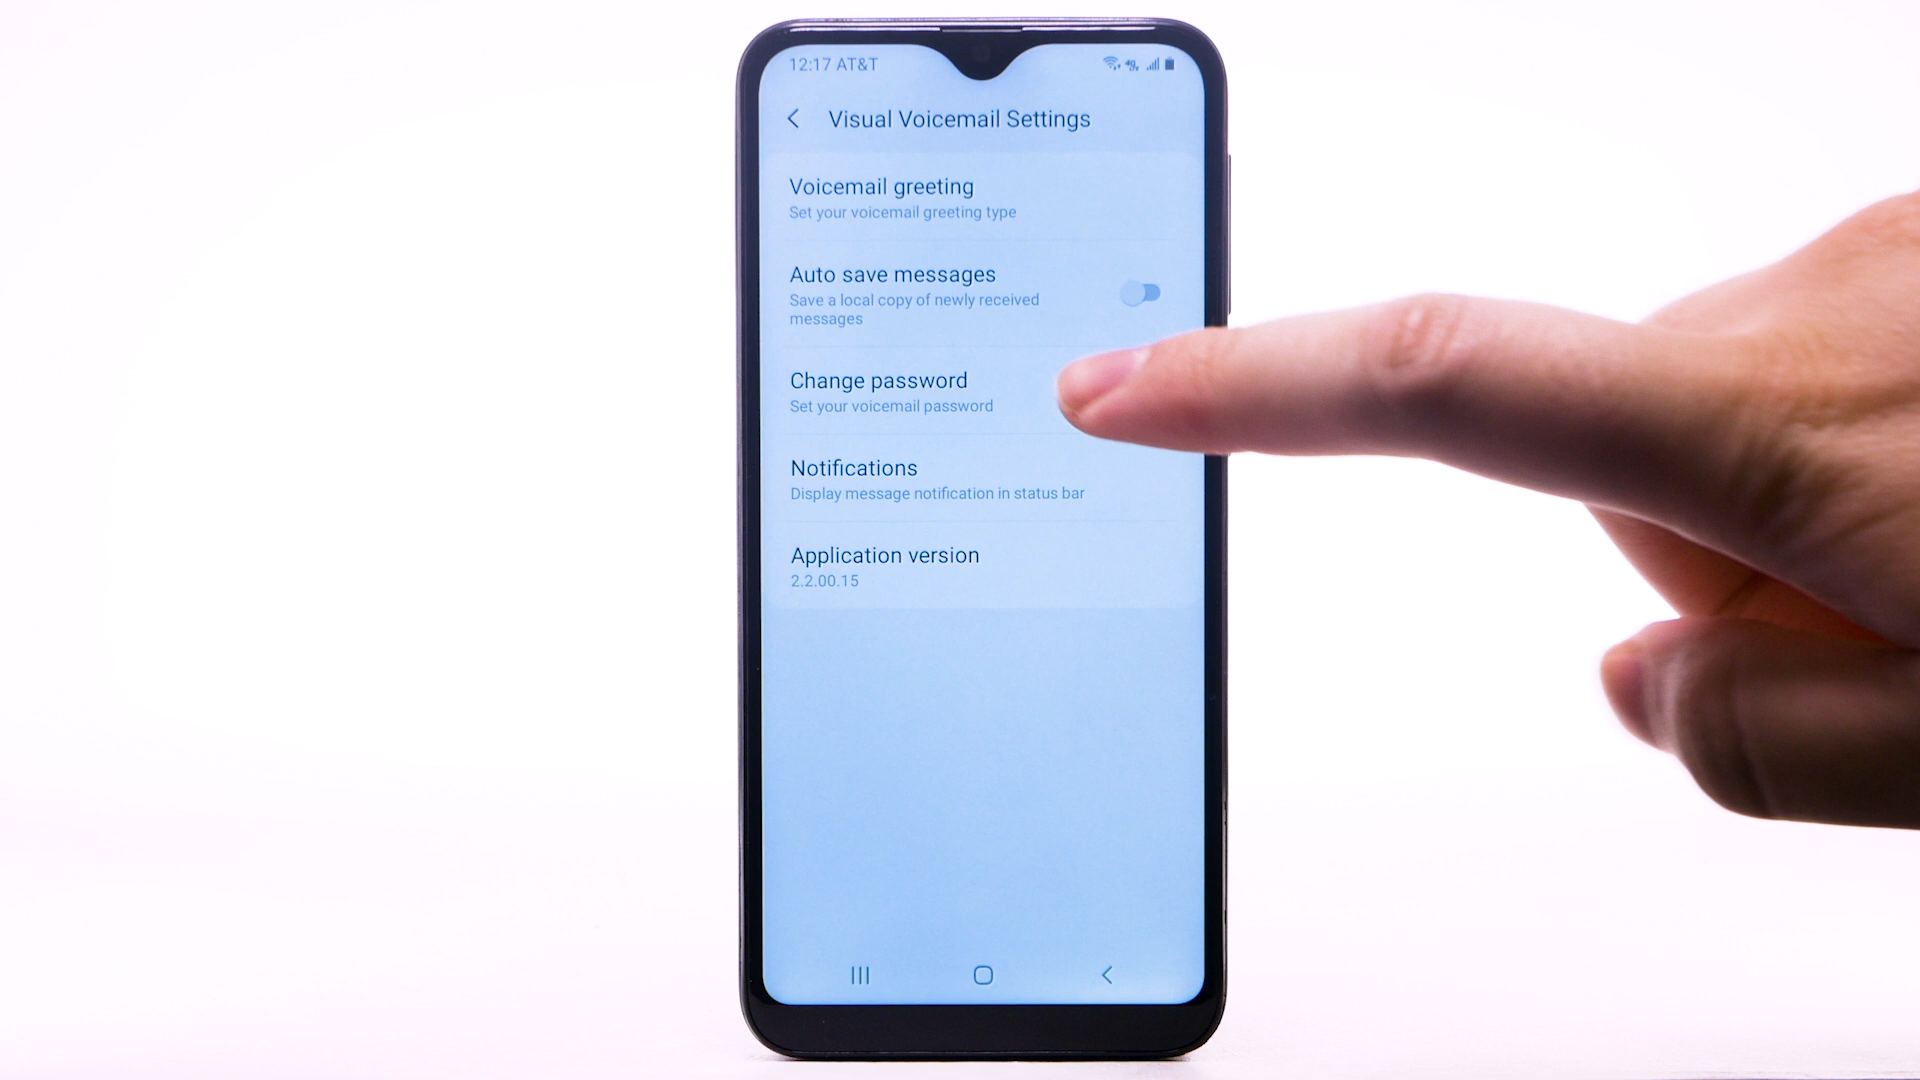 12:17 AT&T
Visual Voicemail Settings
Voicemail greeting
Set your voicemail greeting type
Auto save messages
Save a local copy of newly received
messages
Change password
Set your voicemail password
Notifications
Display message notification in status bar
Application version
2.2.00.15